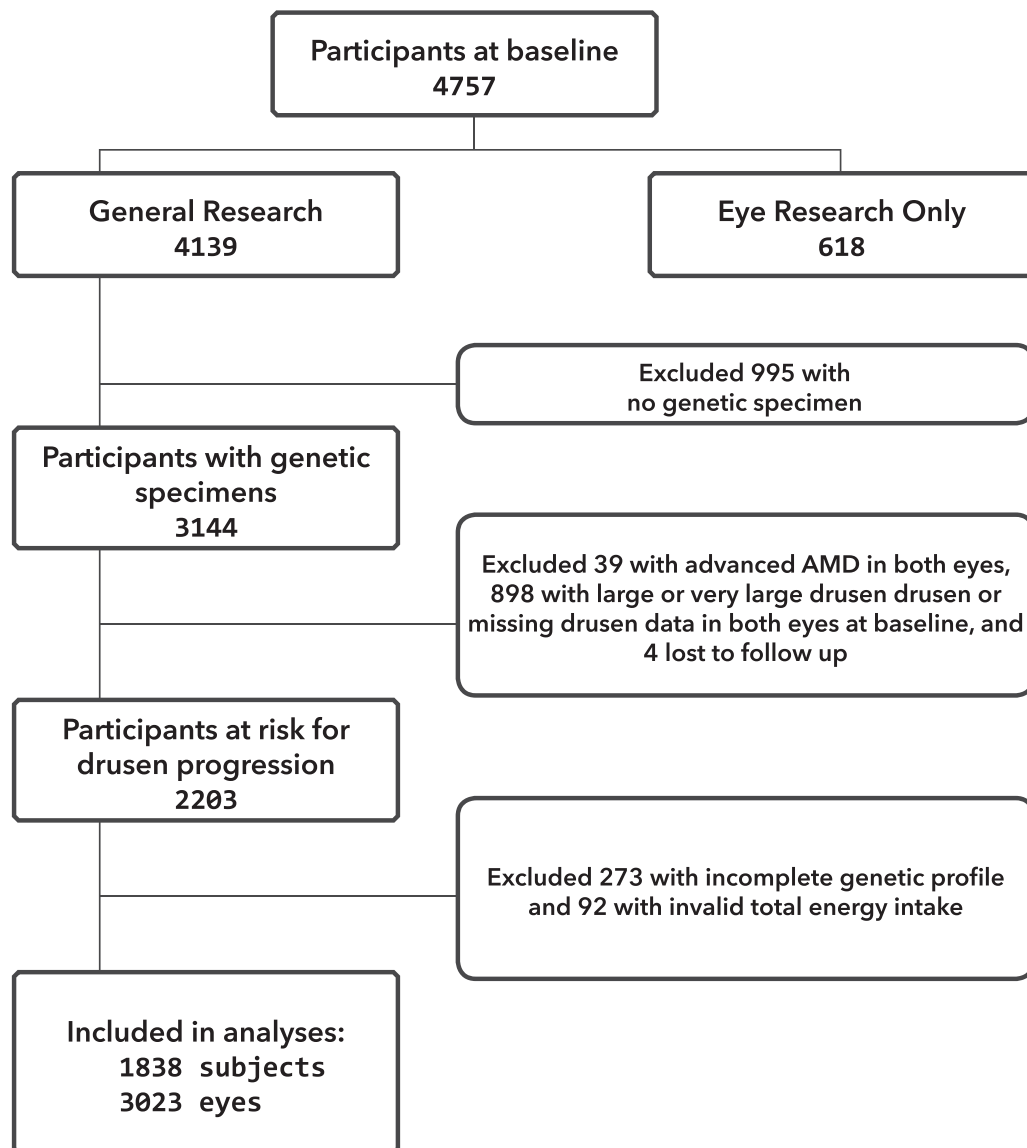 Participants at baseline
4757
General Research
4139
Eye Research Only
618
Excluded 995 with
no genetic specimen
Participants with genetic
specimens
3144
Excluded 39 with advanced AMD in both eyes,
898 with large or very large drusen drusen or
missing drusen data in both eyes at baseline, and
4 lost to follow up
Participants at risk for
drusen progression
2203
Excluded 273 with incomplete genetic profile
and 92 with invalid total energy intake
Included in analyses:
1838 subjects
3023 eyes